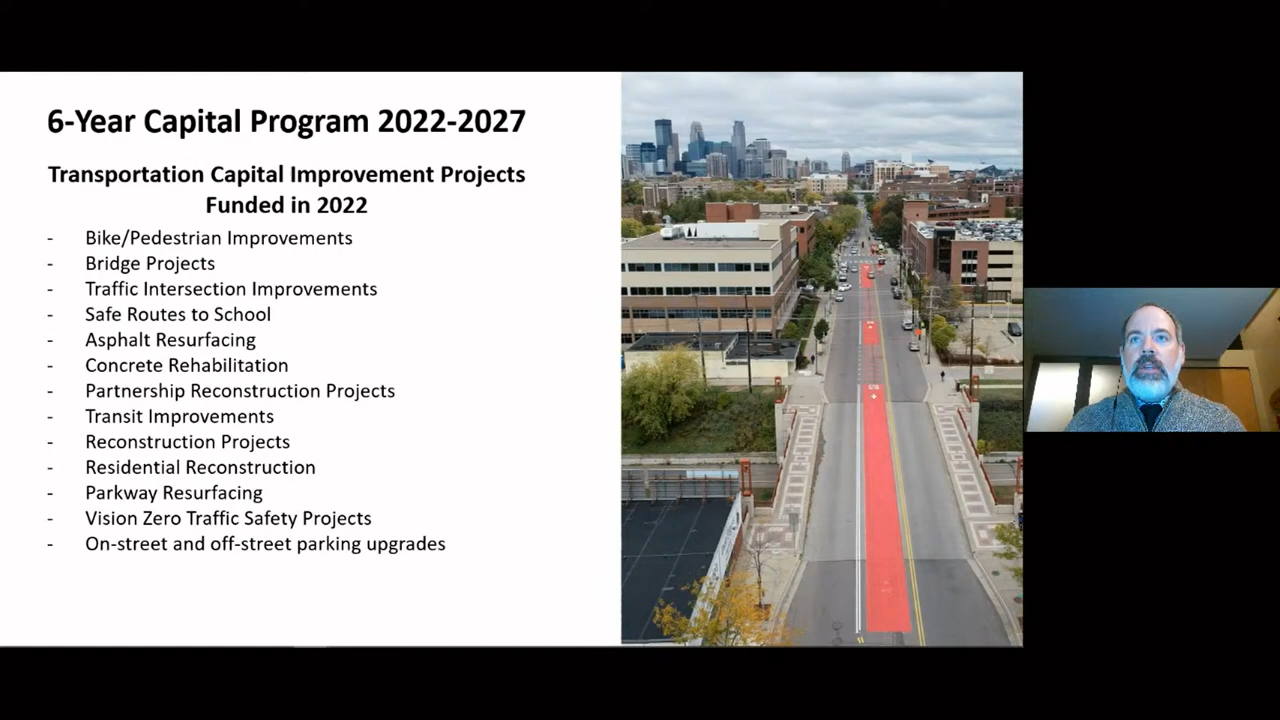 6-Year Capital Program 2022-2027
Transportation Capital Improvement Projects
Funded in 2022
- Bike/Pedestrian Improvements
- Bridge Projects
- Traffic Intersection Improvements
- Safe Routes to School
- Asphalt Resurfacing
- Concrete Rehabilitation
- Partnership Reconstruction Projects
- Transit Improvements
- Reconstruction Projects
- Residential Reconstruction
- Parkway Resurfacing
- Vision Zero Traffic Safety Projects
- On-street and off-street parking upgrades